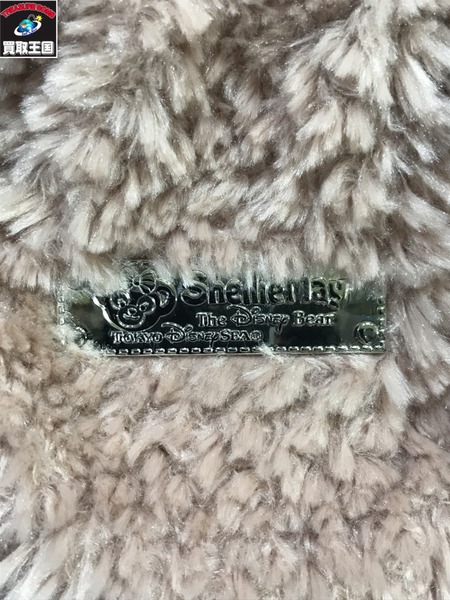 買取王国
ShellieMay
The Disney Bear
TOKYO DisneySEA®